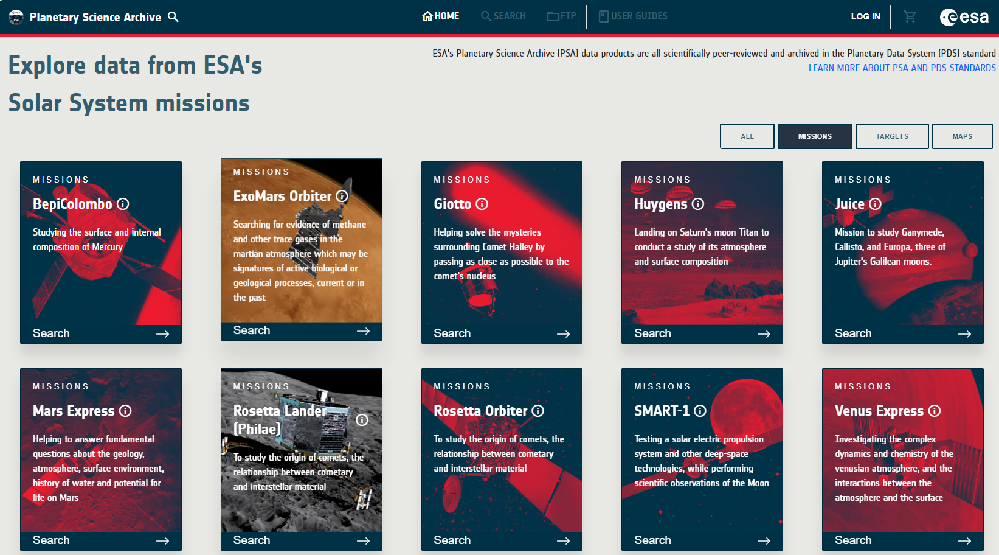 Planetary Science Archive
HOME
SEARCH
FTP
USER GUIDES
LOG IN
esa
Explore data from ESA's
Solar System missions
ESA's Planetary Science Archive (PSA) data products are all scientifically peer-reviewed and archived in the Planetary Data System (PDS) standard
LEARN MORE ABOUT PSA AND PDS STANDARDS
ALL
MISSIONS
TARGETS
MAPS
MISSIONS
BepiColombo
Studying the surface and internal
composition of Mercury
Search
MISSIONS
ExoMars Orbiter
Searching for evidence of methane
and other trace gases in the
martian atmosphere which may be
signatures of active biological or
geological processes, current or in
the past
Search
MISSIONS
Giotto
Helping solve the mysteries
surrounding Comet Halley by
passing as close as possible to the
comet's nucleus
Search
MISSIONS
Huygens
Landing on Saturn's moon Titan to
conduct a study of its atmosphere
and surface composition
Search
MISSIONS
Juice
Mission to study Ganymede,
Callisto, and Europa, three of
Jupiter's Galilean moons.
Search
MISSIONS
Mars Express
Helping to answer fundamental
questions about the geology,
atmosphere, surface environment,
history of water and potential for
life on Mars
Search
MISSIONS
Rosetta Lander
(Philae)
To study the origin of comets, the
relationship between cometary
and interstellar material
Search
MISSIONS
Rosetta Orbiter
To study the origin of comets, the
relationship between cometary
and interstellar material
Search
MISSIONS
SMART-1
Testing a solar electric propulsion
system and other deep-space
technologies, while performing
scientific observations of the Moon
Search
MISSIONS
Venus Express
Investigating the complex
dynamics and chemistry of the
venusian atmosphere, and the
interactions between the
atmosphere and the surface
Search